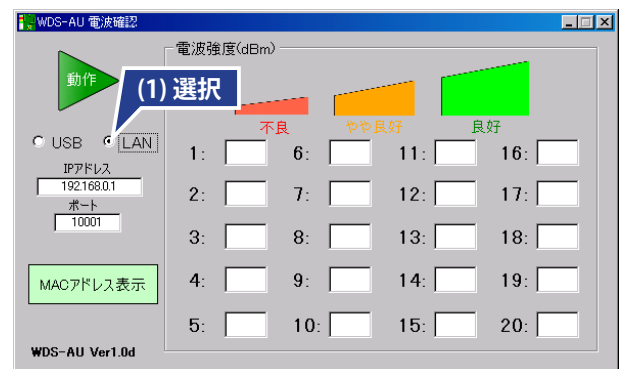 WDS-AU 電波確認
電波強度(dBm)
動作
(1) 選択
不良 やや良好 良好
USB LAN
IPアドレス
192.168.0.1
ポート
10001
MACアドレス表示
WDS-AU Ver1.0d
1: 6: 11: 16:
2: 7: 12: 17:
3: 8: 13: 18:
4: 9: 14: 19:
5: 10: 15: 20: